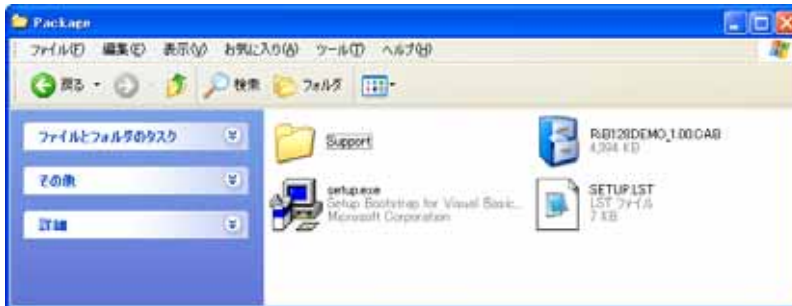 Package
ファイル(F) 編集(E) 表示(V) お気に入り(A) ツール(T) ヘルプ(H)
戻る 検索 フォルダ
ファイルとフォルダのタスク
その他
詳細
Support
setup.exe
Setup Bootstrap for Visual Basic...
Microsoft Corporation
RiB128DEMO_1.00.CAB
4,394 KB
SETUP.LST
LST ファイル
7 KB